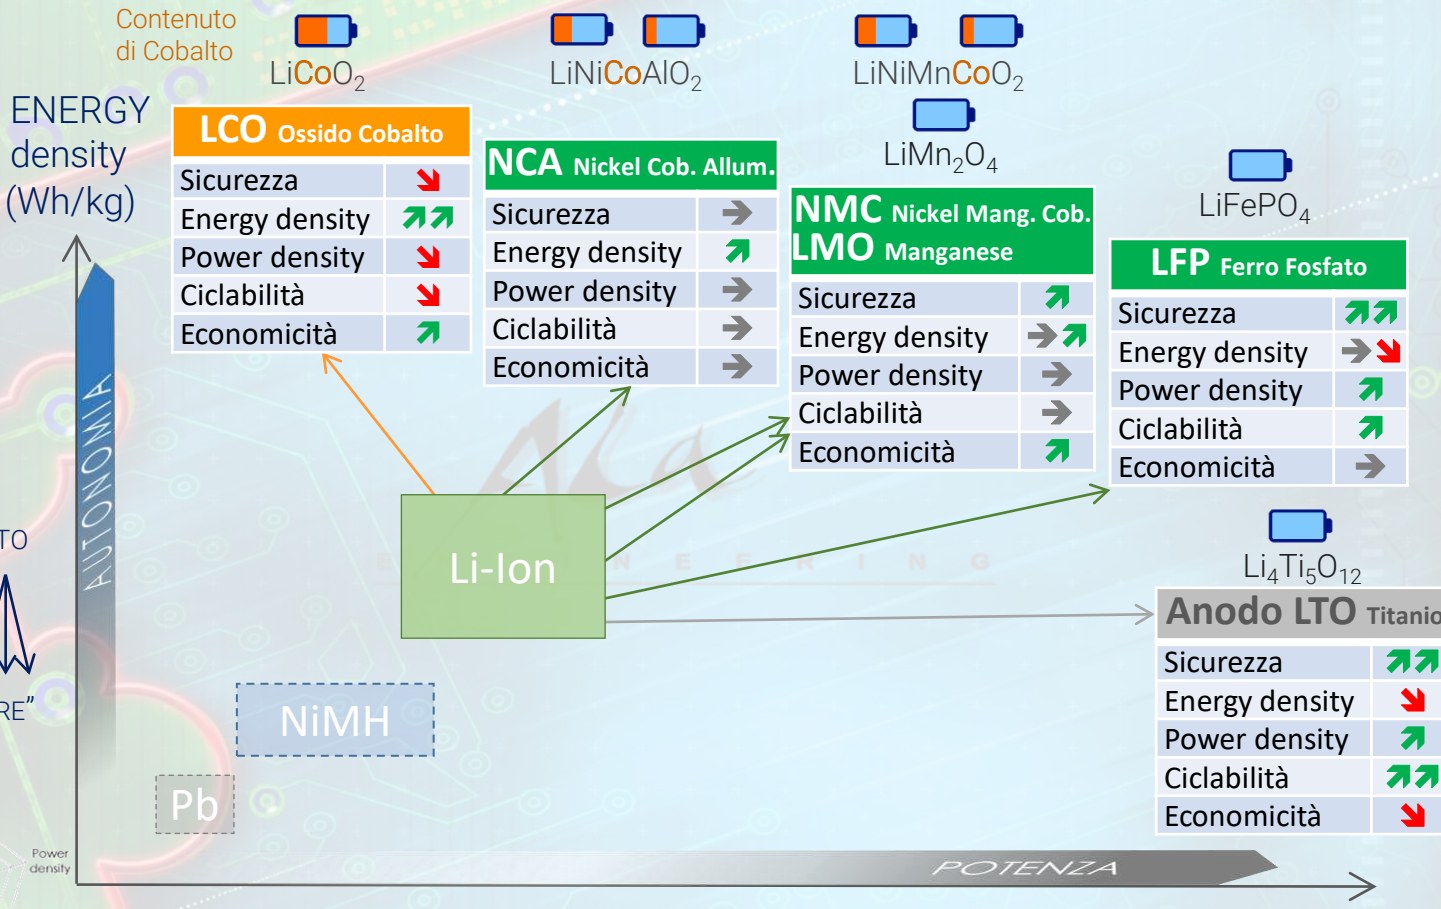 Contenuto
di Cobalto
LiCoO₂
LiNiCoAlO₂
LiNiMnCoO₂
LiMn₂O₄
LiFePO₄
ENERGY
density
(Wh/kg)
LCO Ossido Cobalto
Sicurezza ↘
Energy density ↗↗
Power density ↘
Ciclabilità ↘
Economicità ↗
NCA Nickel Cob. Allum.
Sicurezza →
Energy density ↗
Power density →
Ciclabilità →
Economicità →
NMC Nickel Mang. Cob.
LMO Manganese
Sicurezza ↗
Energy density →↗
Power density →
Ciclabilità →
Economicità ↗
LFP Ferro Fosfato
Sicurezza ↗↗
Energy density →↘
Power density ↗
Ciclabilità ↗
Economicità →
AUTONOMIA
TO
RE”
Li-Ion
NiMH
Pb
Li₄Ti₅O₁₂
Anodo LTO Titanio
Sicurezza ↗↗
Energy density ↘
Power density ↗
Ciclabilità ↗↗
Economicità ↘
Power
density
POTENZA